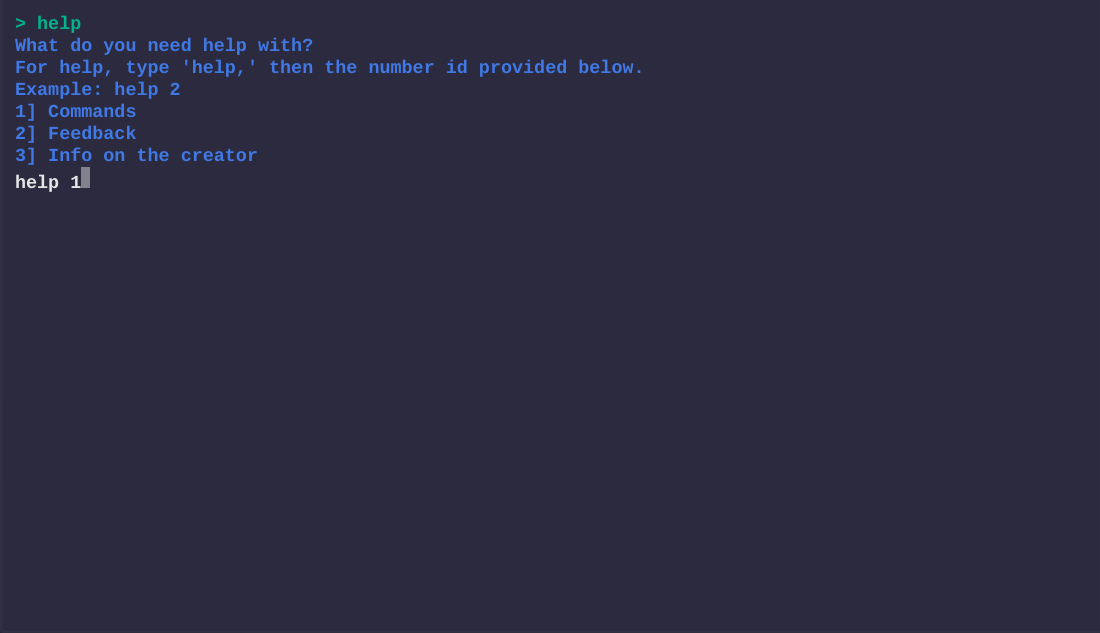 > help
What do you need help with?
For help, type 'help,' then the number id provided below.
Example: help 2
1] Commands
2] Feedback
3] Info on the creator
help 1